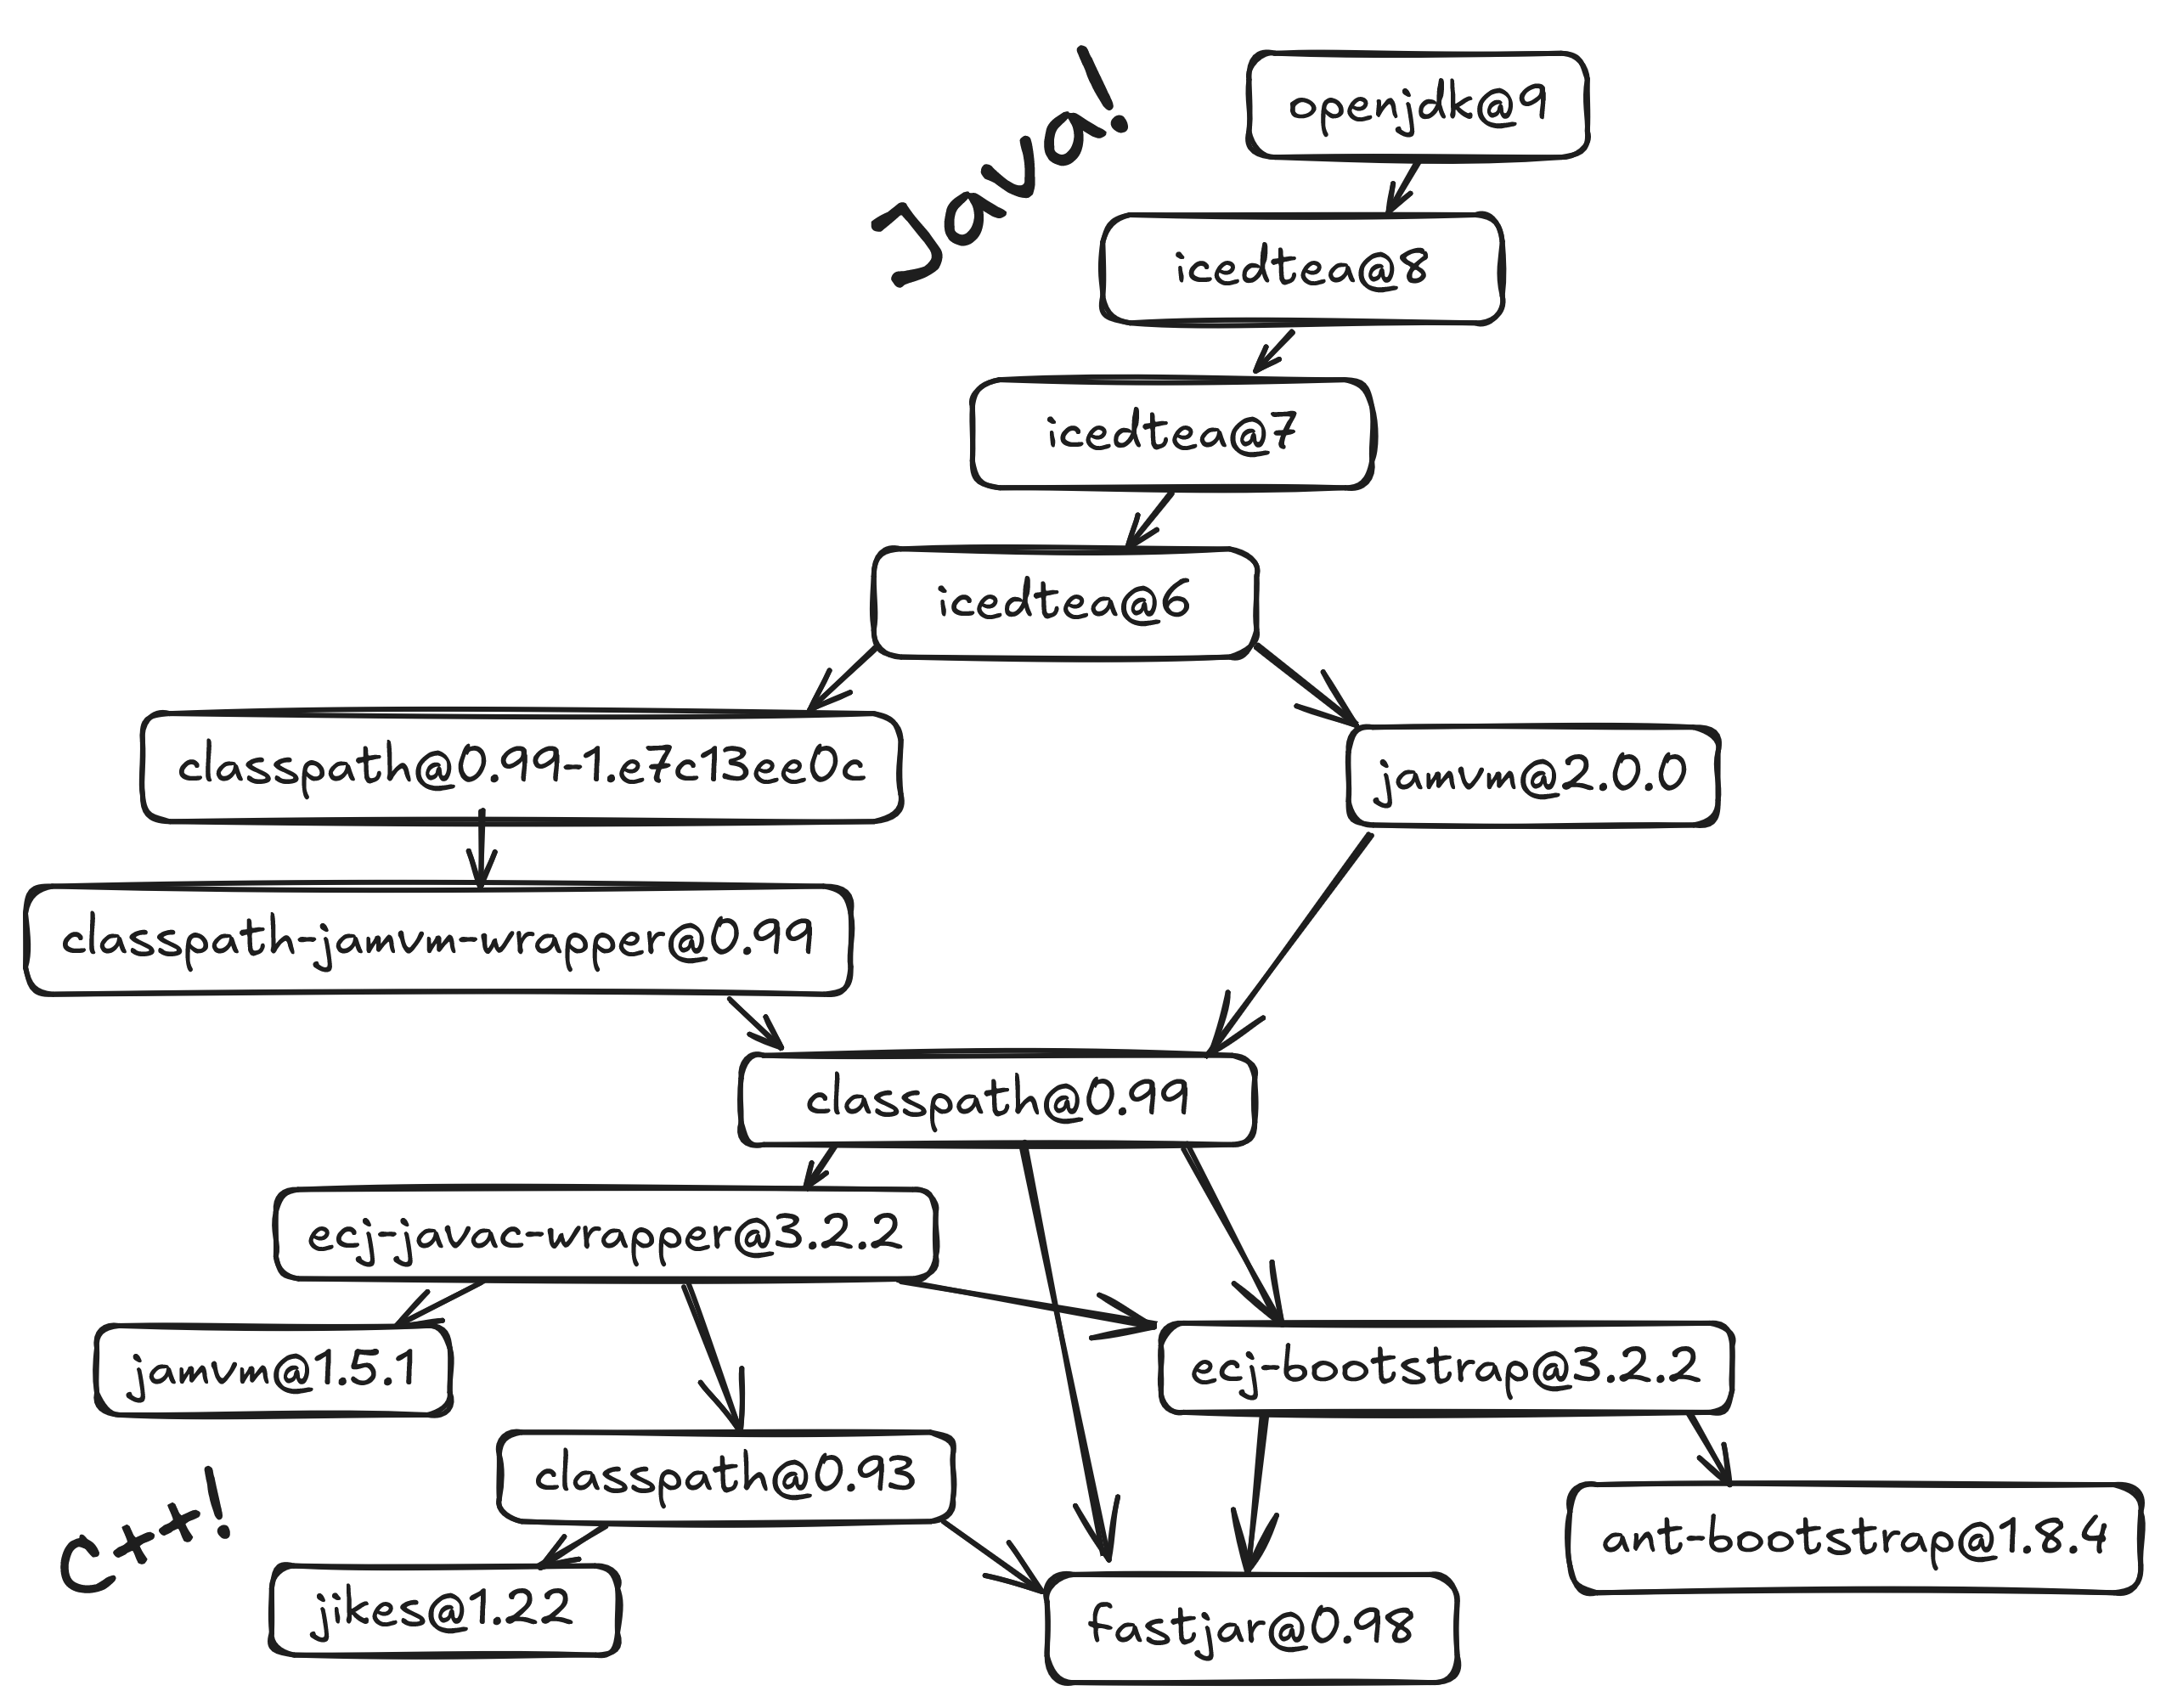 Java!
openjdk@9
icedtea@8
icedtea@7
icedtea@6
classpath@0.99-1.e7c13ee0c
jamvm@2.0.0
classpath-jamvm-wrapper@0.99
classpath@0.99
ecj-javac-wrapper@3.2.2
jamvm@1.5.1
ecj-bootstrap@3.2.2
classpath@0.93
C++!
ant-bootsstrap@1.8.4
jikes@1.22
fastjar@0.98